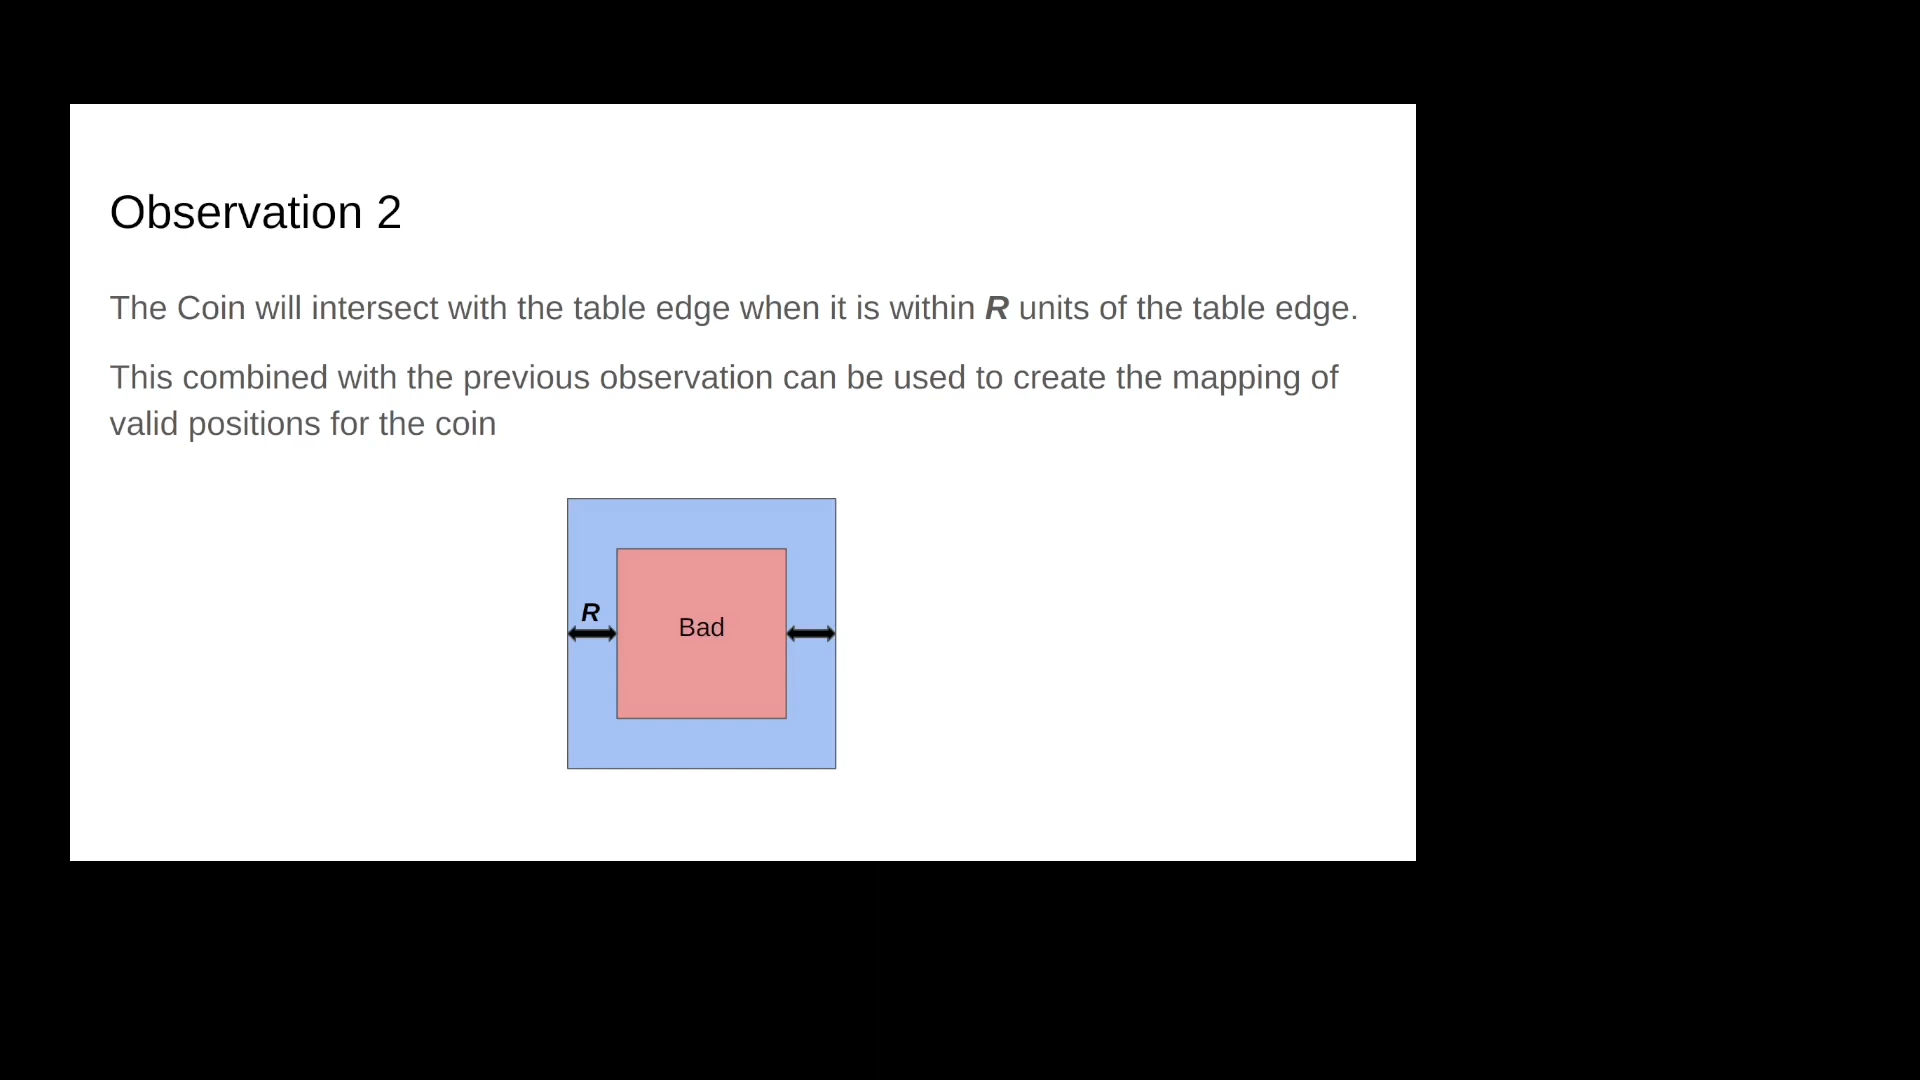 Observation 2
The Coin will intersect with the table edge when it is within R units of the table edge.
This combined with the previous observation can be used to create the mapping of
valid positions for the coin
R
Bad